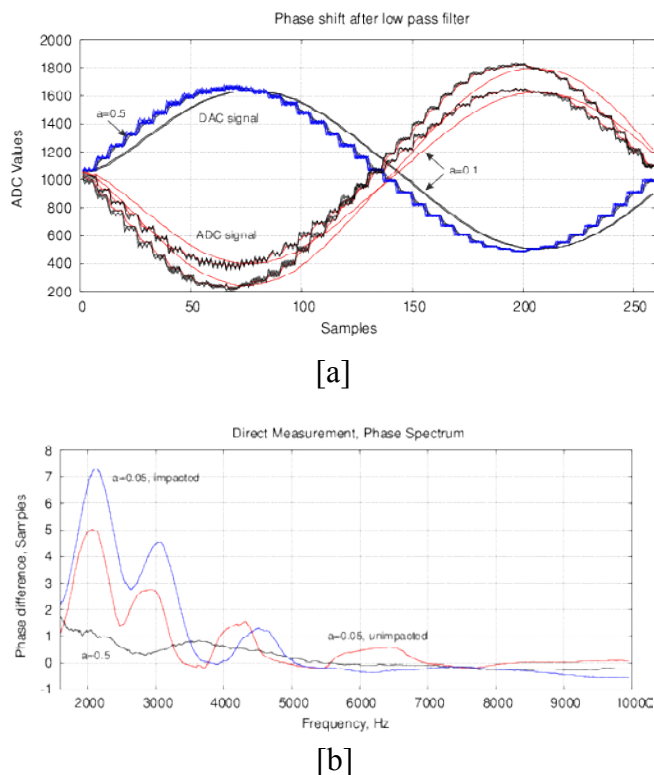 Phase shift after low pass filter
2000
1800
1600
1400
1200
1000
800
600
400
200
ADC Values
a=0.5
DAC signal
a=0.1
ADC signal
0
50
100
150
200
250
Samples
[a]
Direct Measurement, Phase Spectrum
8
7
6
5
4
3
2
1
0
-1
Phase difference, Samples
a=0.05, impacted
a=0.05, unimpacted
a=0.5
2000
3000
4000
5000
6000
7000
8000
9000
10000
Frequency, Hz
[b]